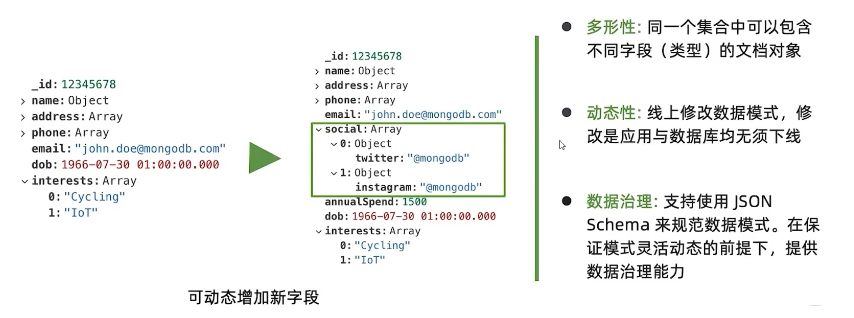 _id: 12345678
name: Object
address: Array
phone: Array
email: "john.doe@mongodb.com"
dob: 1966-07-30 01:00:00.000
interests: Array
0: "Cycling"
1: "IoT"
_id: 12345678
name: Object
address: Array
phone: Array
email: "john.doe@mongodb.com"
social: Array
0: Object
twitter: "@mongodb"
1: Object
instagram: "@mongodb"
annualSpend: 1500
dob: 1966-07-30 01:00:00.000
interests: Array
0: "Cycling"
1: "IoT"
可动态增加新字段
多形性: 同一个集合中可以包含
不同字段（类型）的文档对象
动态性: 线上修改数据模式，修
改是应用与数据库均无须下线
数据治理: 支持使用 JSON
Schema 来规范数据模式。在保
证模式灵活动态的前提下，提供
数据治理能力